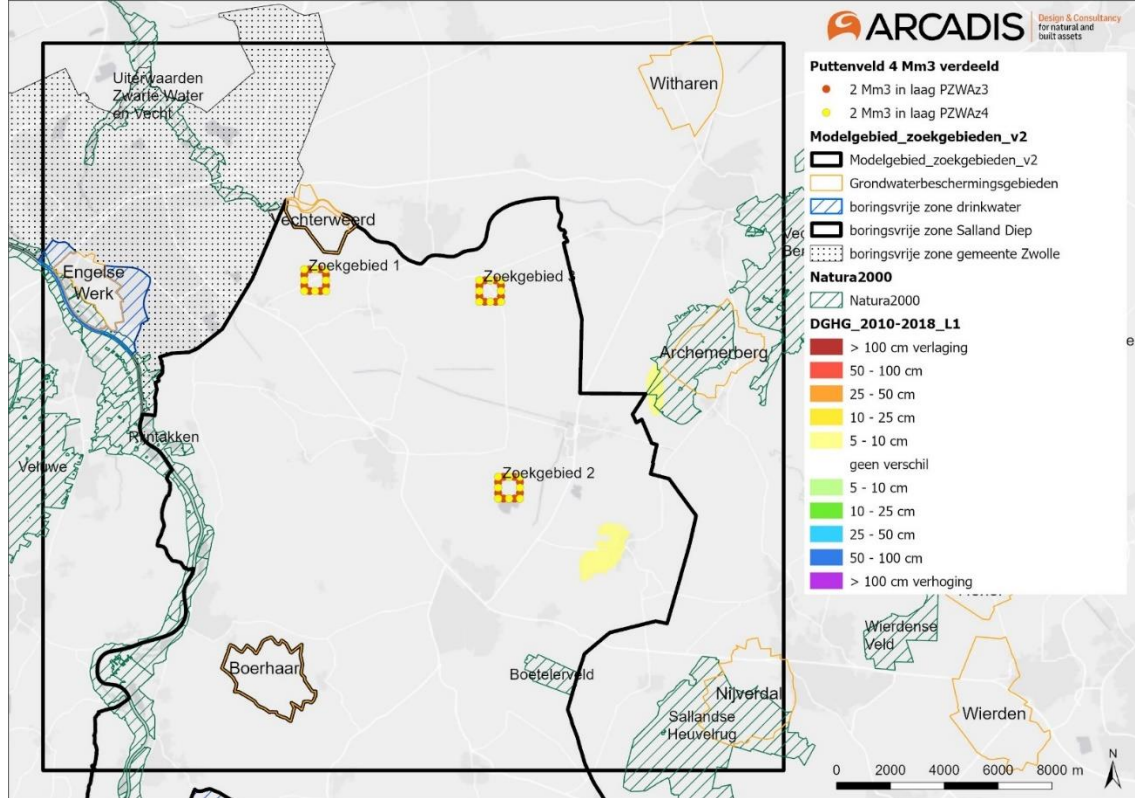 ARCADIS
Design & Consultancy
for natural and
built assets
Puttenveld 4 Mm3 verdeeld
2 Mm3 in laag PZWAz3
2 Mm3 in laag PZWAz4
Modelgebied_zoekgebieden_v2
Modelgebied_zoekgebieden_v2
Grondwaterbeschermingsgebieden
boringsvrije zone drinkwater
boringsvrije zone Salland Diep
boringsvrije zone gemeente Zwolle
Natura2000
Natura2000
DGHG_2010-2018_L1
> 100 cm verlaging
50 - 100 cm
25 - 50 cm
10 - 25 cm
5 - 10 cm
geen verschil
5 - 10 cm
10 - 25 cm
25 - 50 cm
50 - 100 cm
> 100 cm verhoging
Uiterwaarden
Zwarte Water
en Vecht
Witharen
Vechterweerd
Zoekgebied 1
Zoekgebied 3
Engelse
Werk
Archemerberg
Rijntakken
Veluwe
Zoekgebied 2
Boerhaar
Boetelerveld
Nijverdal
Sallandse
Heuvelrug
Wierdense
Veld
Wierden
N
0 2000 4000 6000 8000 m